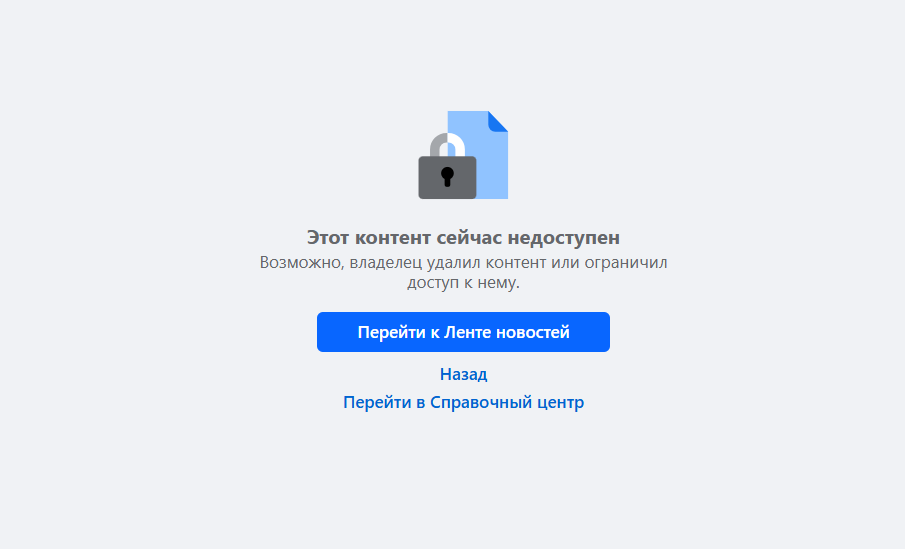 Этот контент сейчас недоступен
Возможно, владелец удалил контент или ограничил
доступ к нему.
Перейти к Ленте новостей
Назад
Перейти в Справочный центр